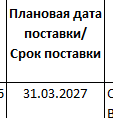 Плановая дата
поставки/
Срок поставки
31.03.2027